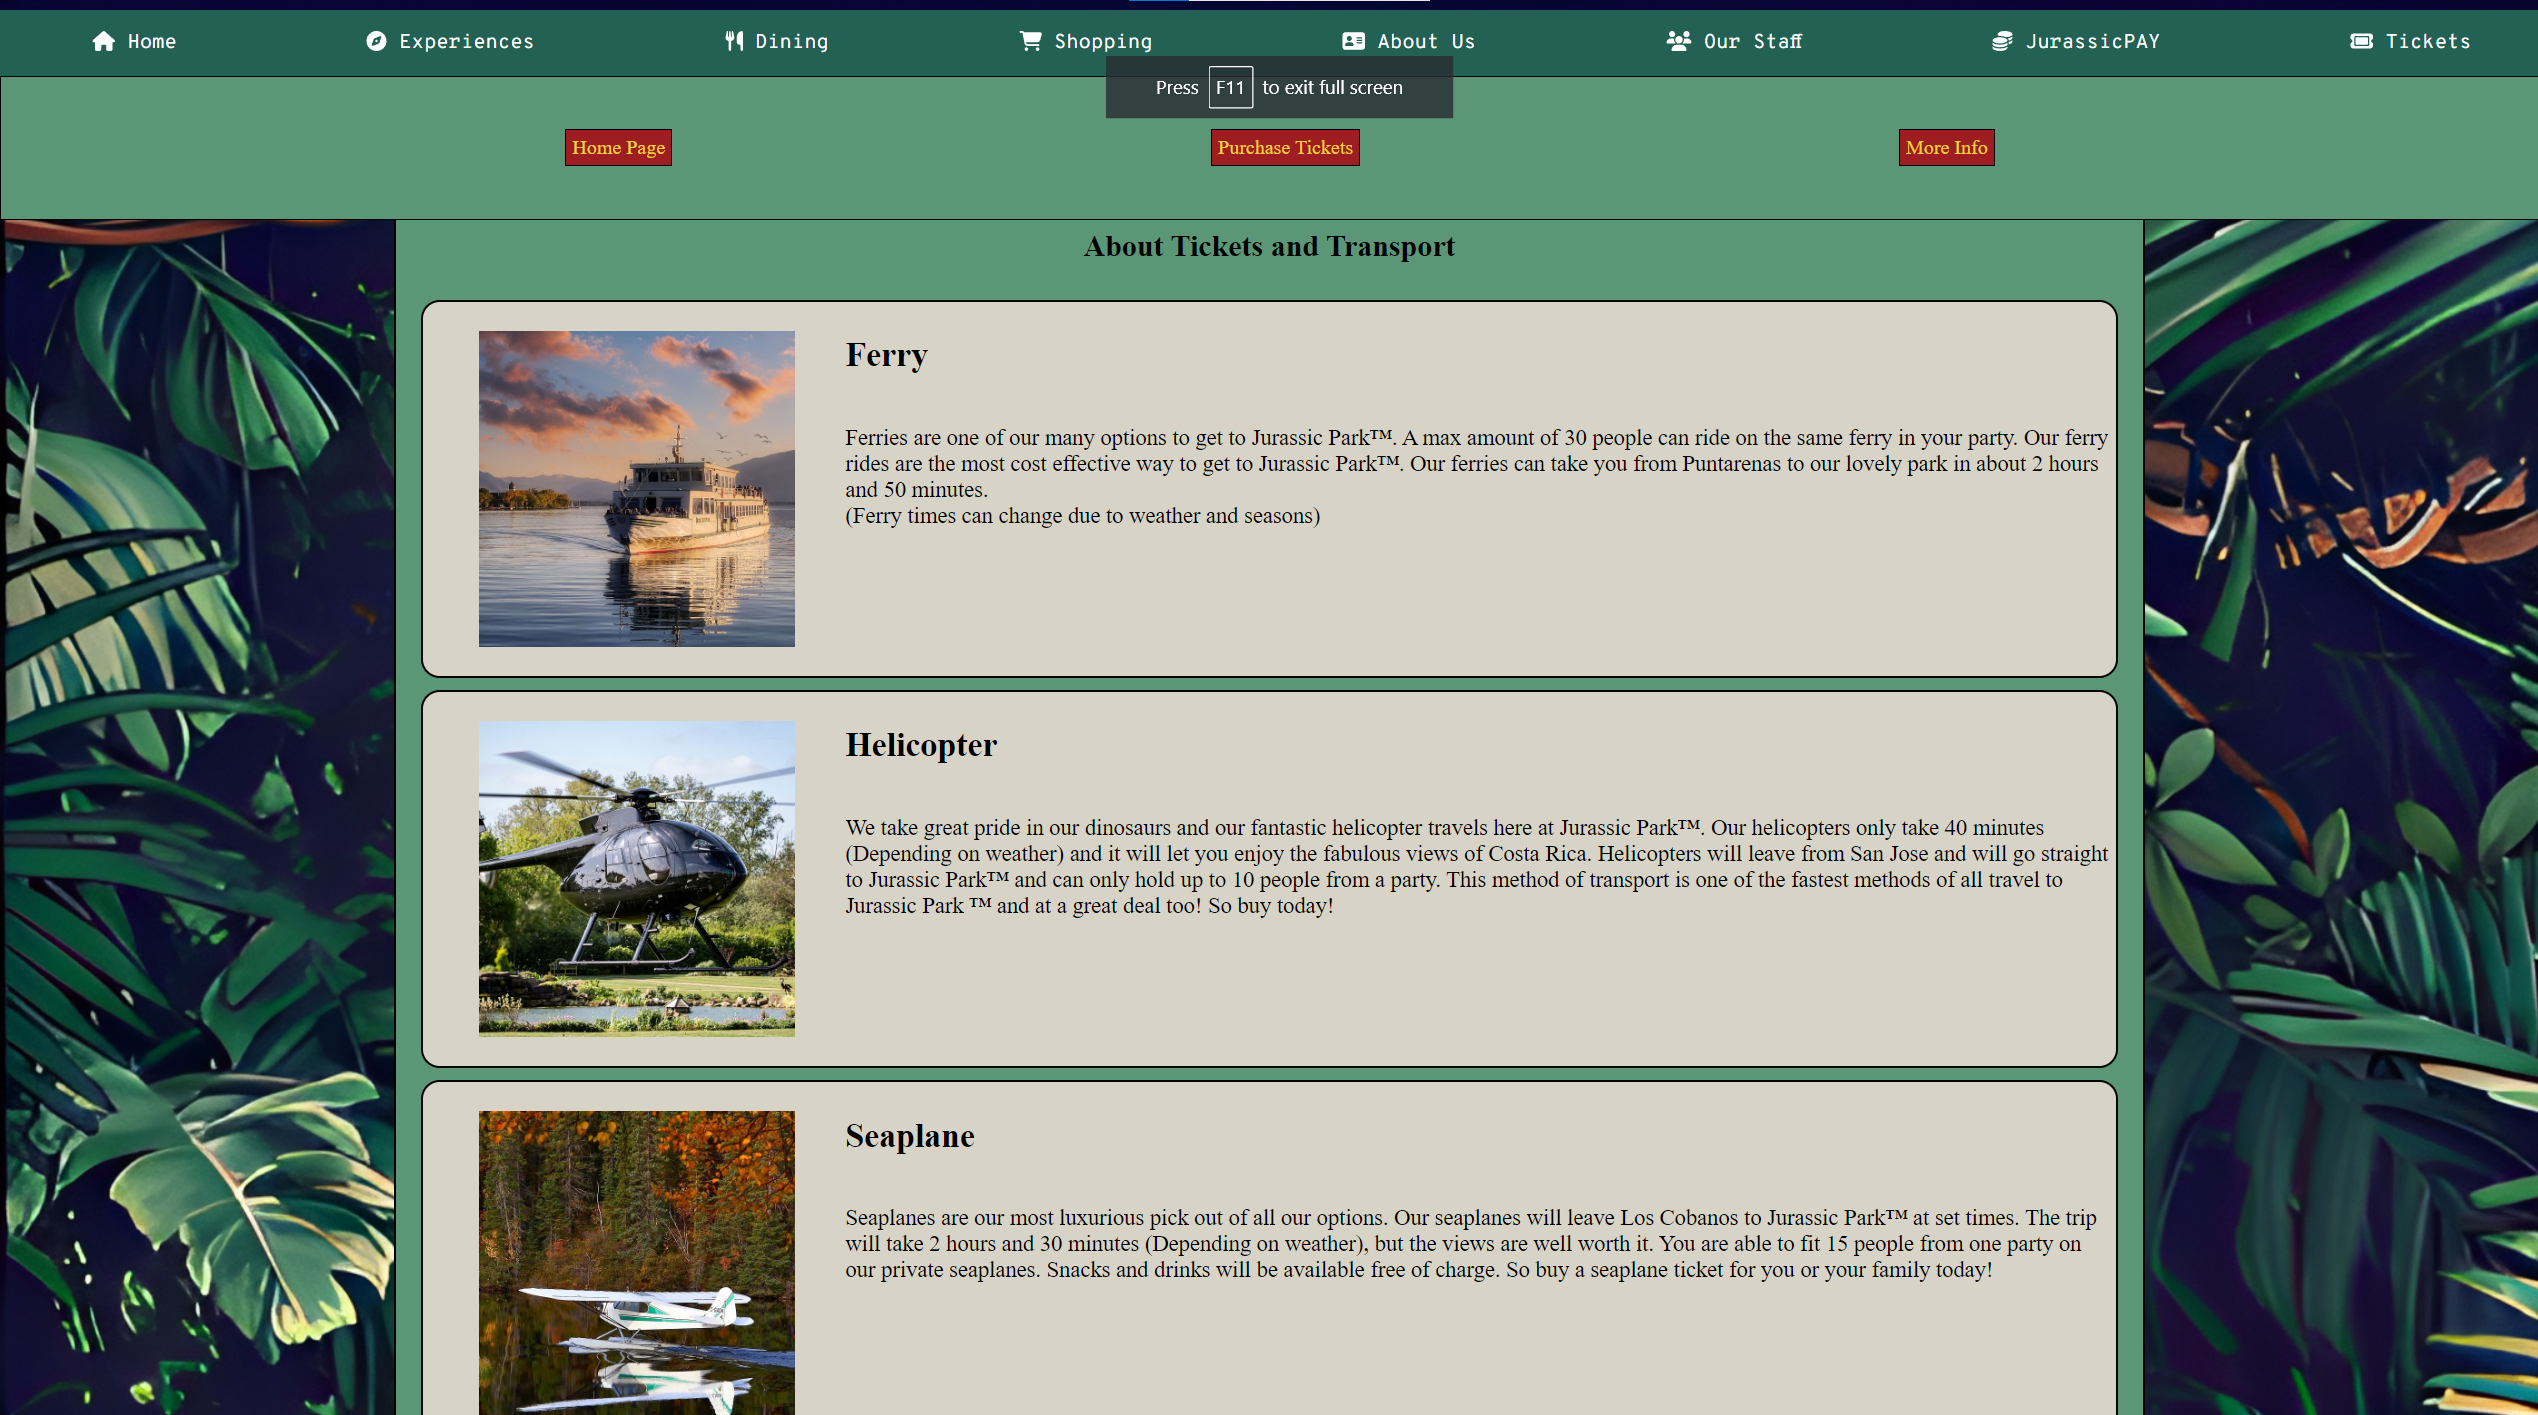 Home Experiences Dining Shopping About Us Our Staff JurassicPAY Tickets
Press F11 to exit full screen
Home Page Purchase Tickets More Info
About Tickets and Transport
Ferry
Ferries are one of our many options to get to Jurassic Park™. A max amount of 30 people can ride on the same ferry in your party. Our ferry
rides are the most cost effective way to get to Jurassic Park™. Our ferries can take you from Puntarenas to our lovely park in about 2 hours
and 50 minutes.
(Ferry times can change due to weather and seasons)
Helicopter
We take great pride in our dinosaurs and our fantastic helicopter travels here at Jurassic Park™. Our helicopters only take 40 minutes
(Depending on weather) and it will let you enjoy the fabulous views of Costa Rica. Helicopters will leave from San Jose and will go straight
to Jurassic Park™ and can only hold up to 10 people from a party. This method of transport is one of the fastest methods of all travel to
Jurassic Park ™ and at a great deal too! So buy today!
Seaplane
Seaplanes are our most luxurious pick out of all our options. Our seaplanes will leave Los Cobanos to Jurassic Park™ at set times. The trip
will take 2 hours and 30 minutes (Depending on weather), but the views are well worth it. You are able to fit 15 people from one party on
our private seaplanes. Snacks and drinks will be available free of charge. So buy a seaplane ticket for you or your family today!